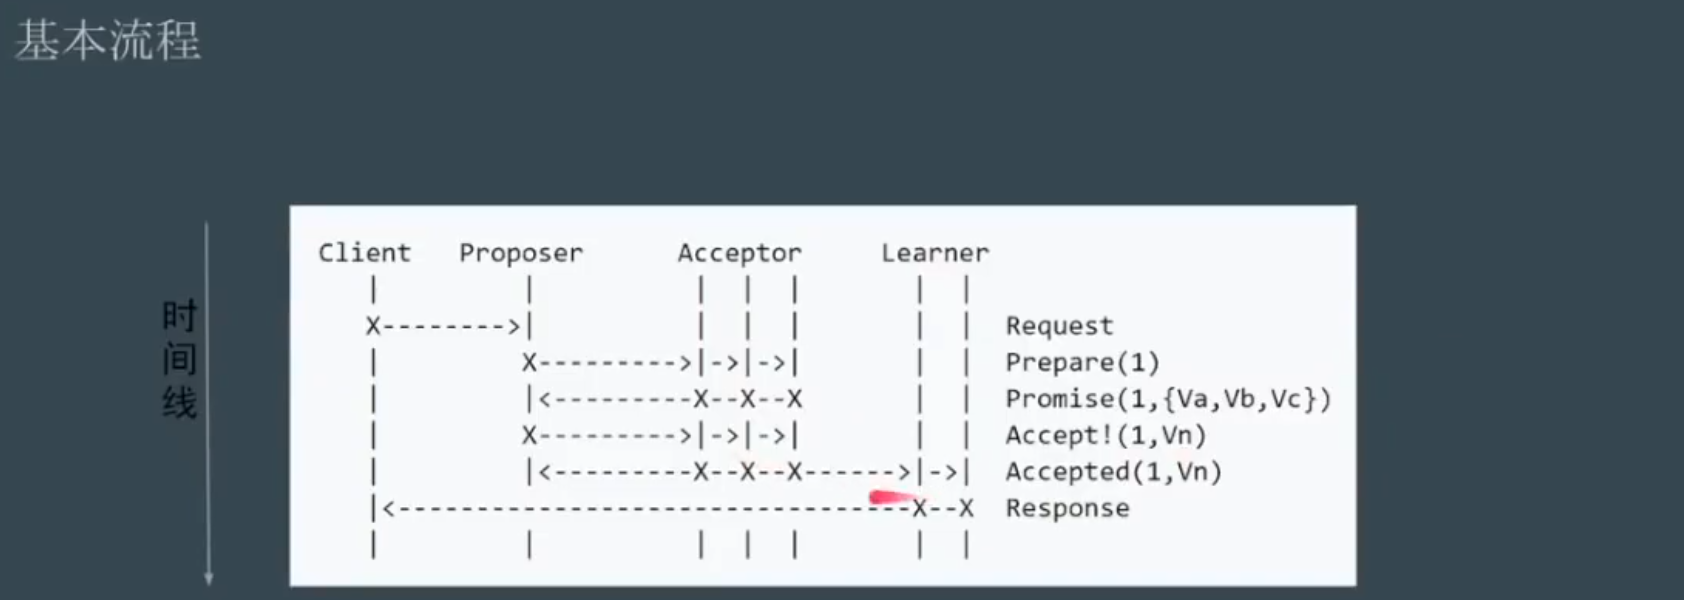 基本流程
时间线
Client Proposer Acceptor Learner
| | | | | | |
X-------->| | | | | | Request
| X--------->|->|->| | | Prepare(1)
| |<---------X--X--X | | Promise(1,{Va,Vb,Vc})
| X--------->|->|->| | | Accept!(1,Vn)
| |<---------X--X--X------>|->| Accepted(1,Vn)
|<---------------------------------X--X Response
| | | | | | |